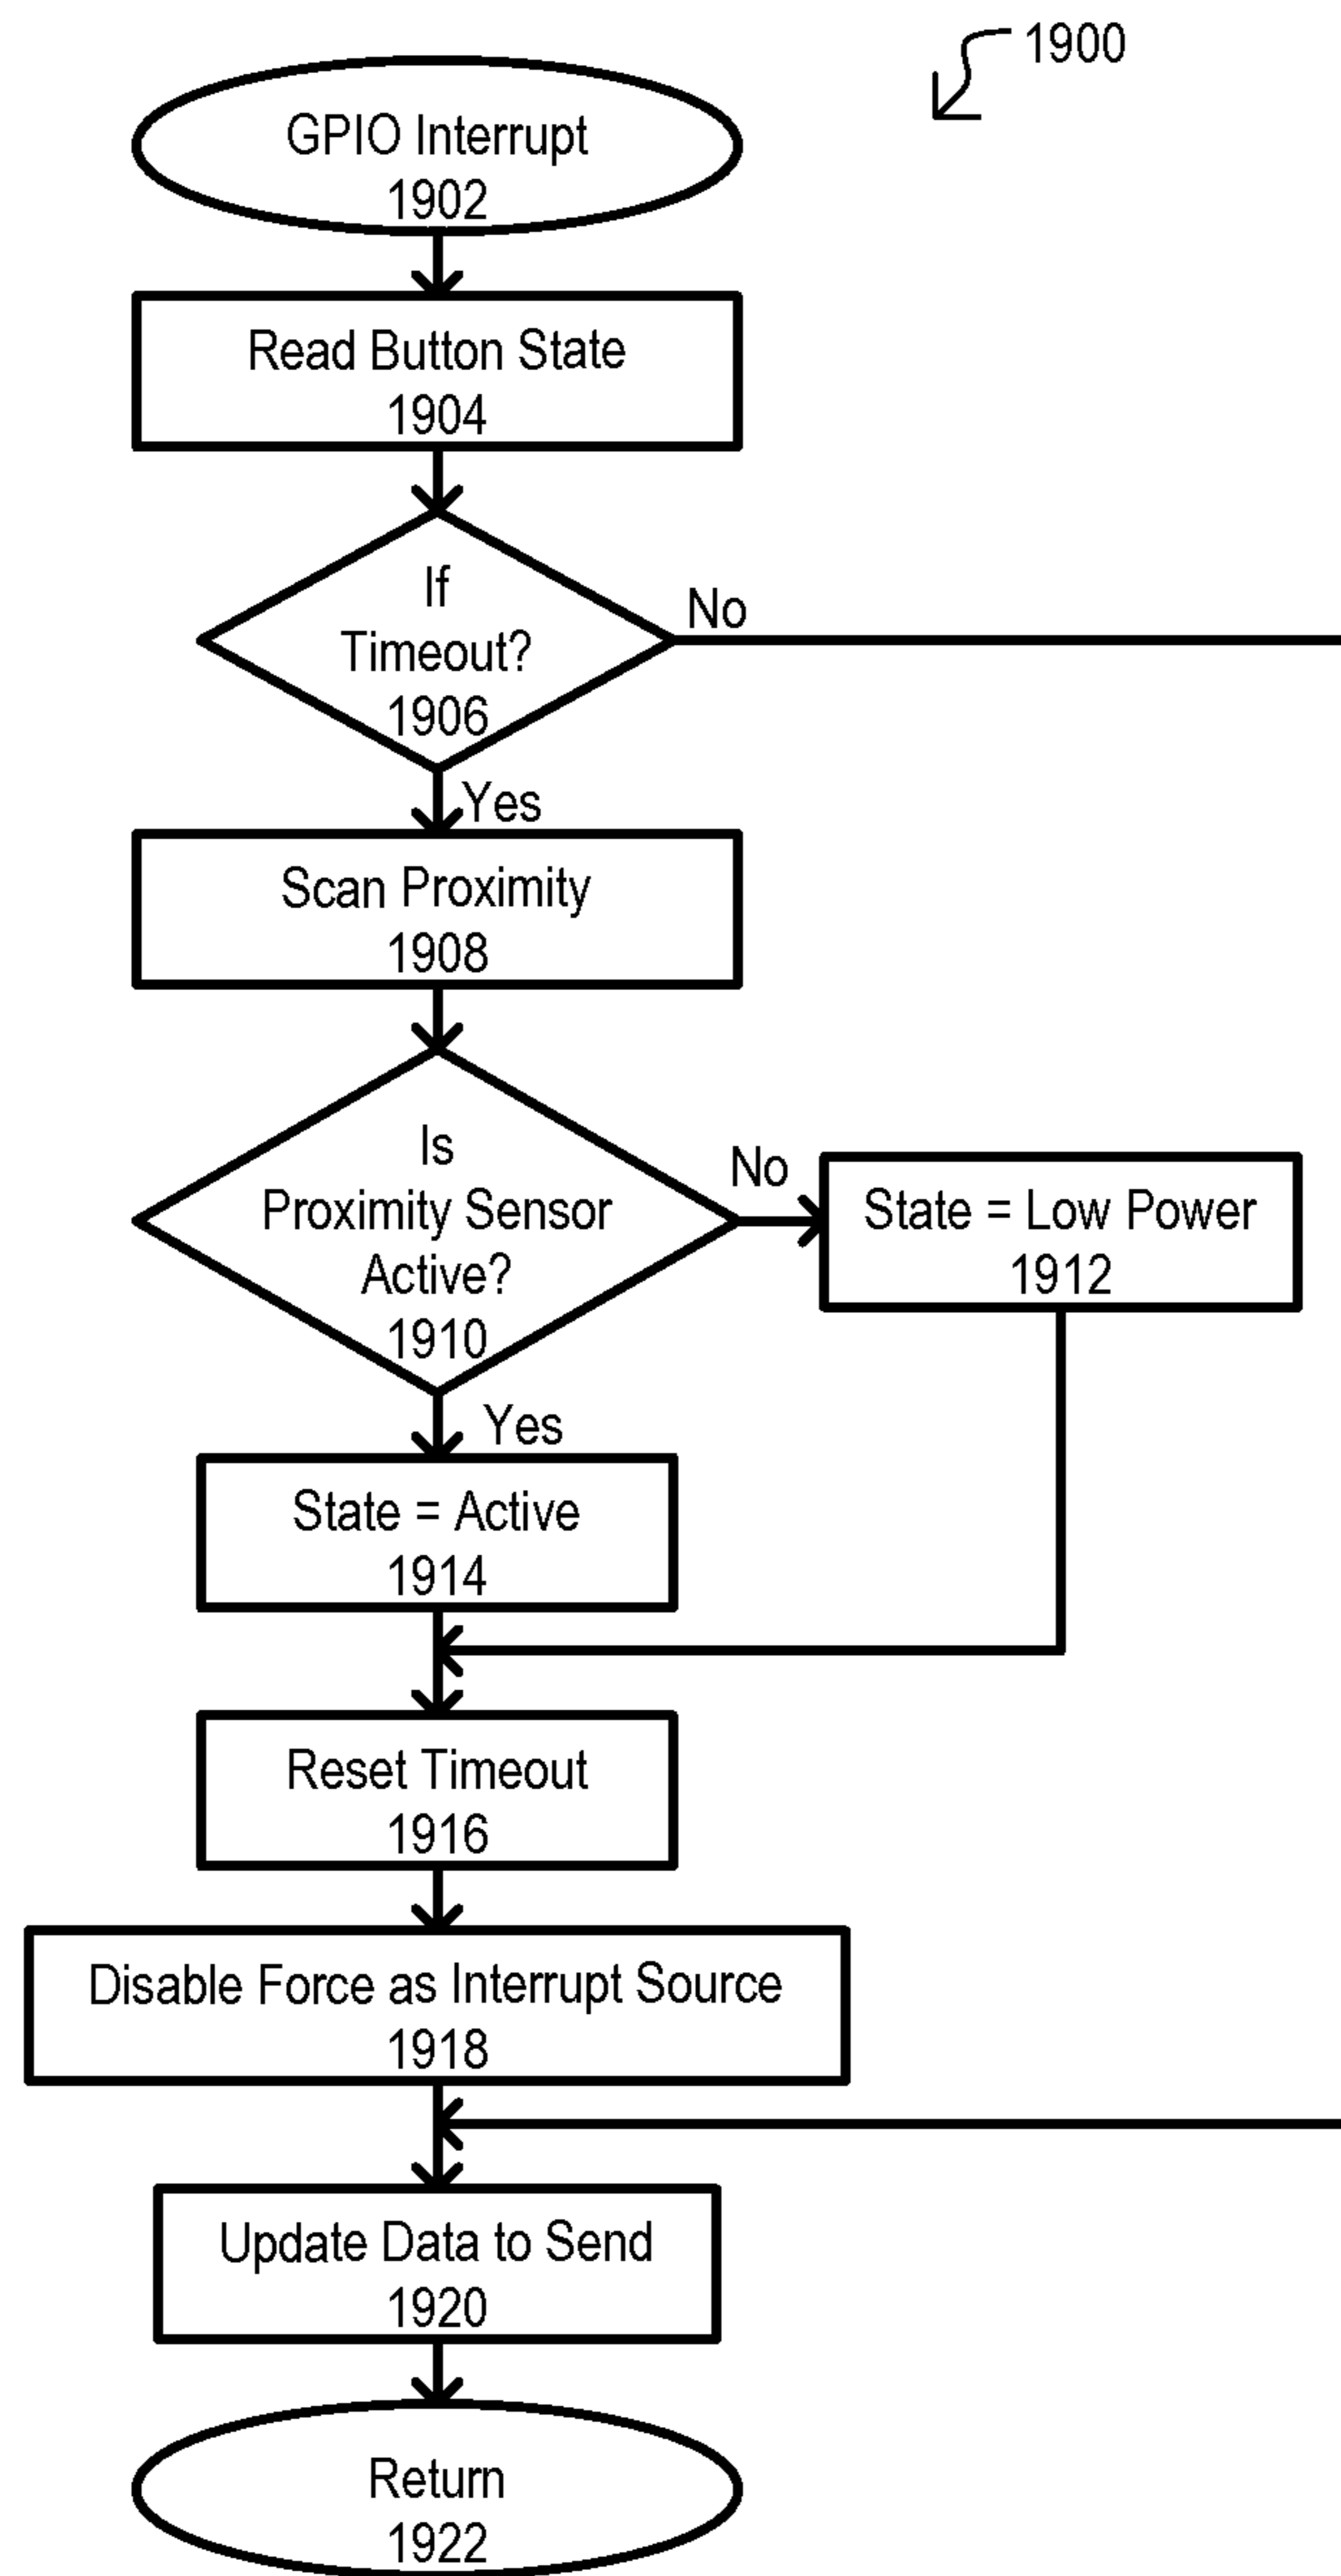 1900
GPIO Interrupt
1902
Read Button State
1904
If
Timeout?
1906
No
Yes
Scan Proximity
1908
Is
Proximity Sensor
Active?
1910
No
State = Low Power
1912
Yes
State = Active
1914
Reset Timeout
1916
Disable Force as Interrupt Source
1918
Update Data to Send
1920
Return
1922